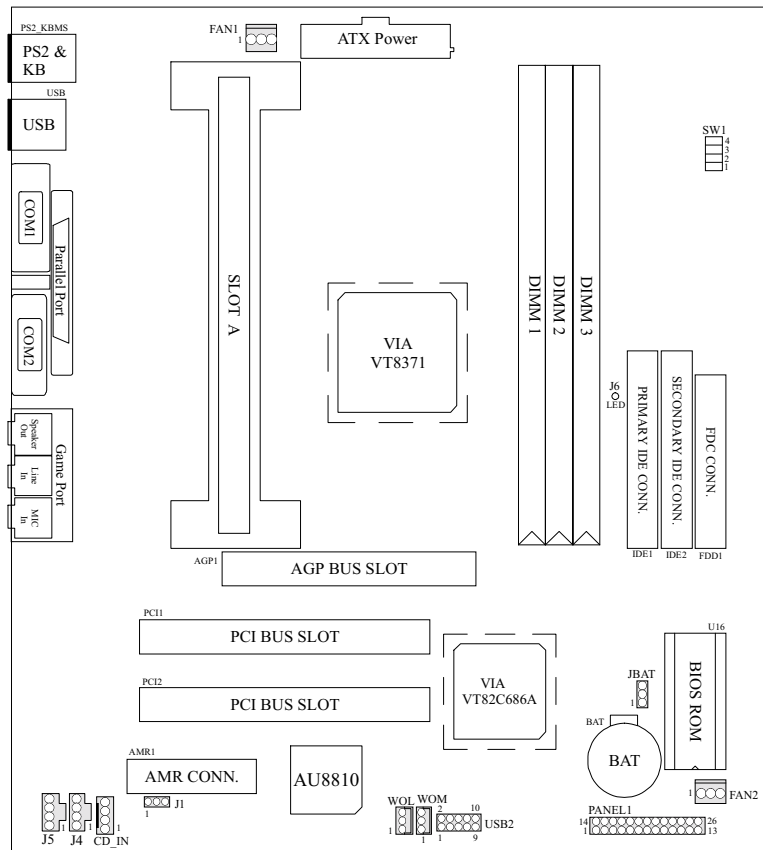 PS2_KBMS
PS2 &
KB
FAN1
1
ATX Power
USB
USB
SW1
4
3
2
1
COM1
Parallel Port
COM2
SLOT A
VIA
VT8371
DIMM 1
DIMM 2
DIMM 3
J6
LED
PRIMARY IDE CONN.
SECONDARY IDE CONN.
FDC CONN.
IDE1
IDE2
FDD1
Game Port
Speaker
Out
Line
In
MIC
In
AGP1
AGP BUS SLOT
PCI1
PCI BUS SLOT
PCI2
PCI BUS SLOT
VIA
VT82C686A
U16
BIOS ROM
JBAT
1
BAT
BAT
AMR1
AMR CONN.
J1
1
AU8810
WOL
1
WOM
1
2
10
1
9
USB2
1
FAN2
PANEL1
14
26
1
13
1
J5
1
J4
1
CD_IN